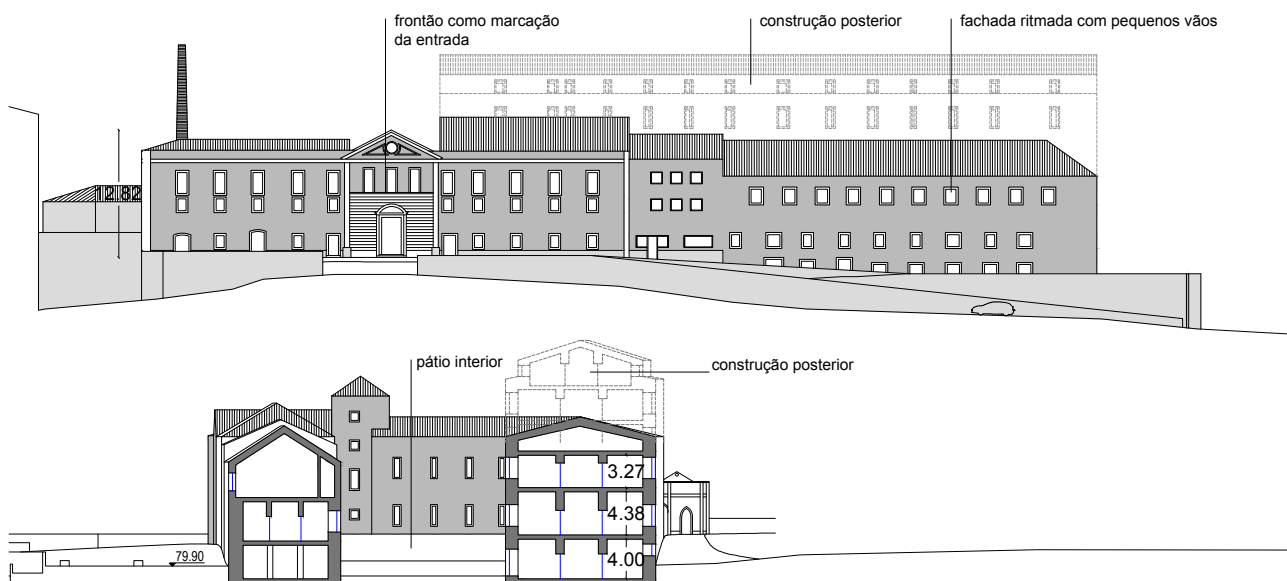 frontão como marcação
da entrada
construção posterior
fachada ritmada com pequenos vãos
12.82
pátio interior
construção posterior
3.27
4.38
4.00
79.90